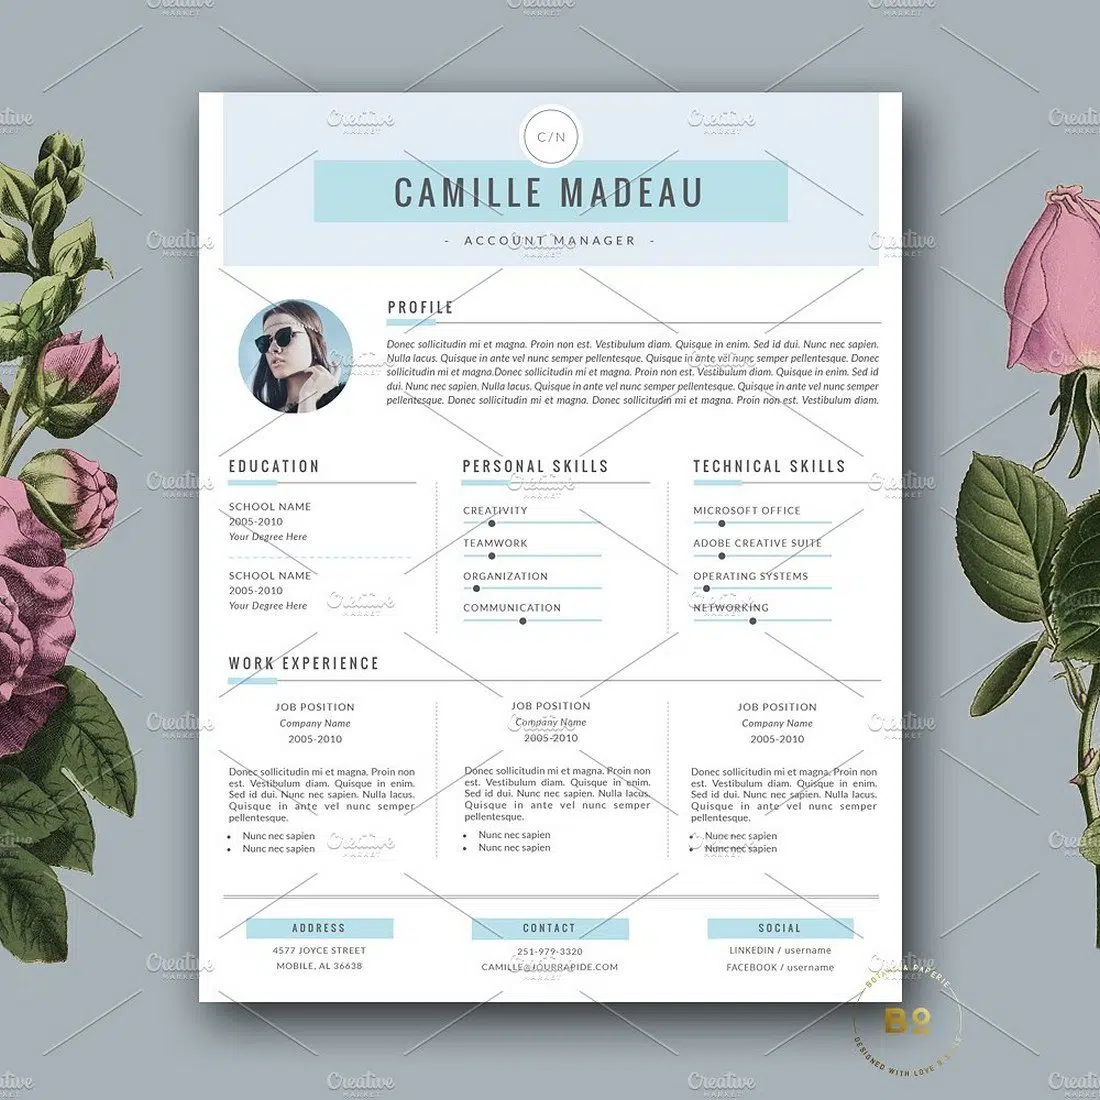 C/N
CAMILLE MADEAU
- ACCOUNT MANAGER -
PROFILE
Donec sollicitudin mi et magna. Proin non est. Vestibulum diam. Quisque in enim. Sed id dui. Nunc nec sapien.
Nulla lacus. Quisque in ante vel nunc semper pellentesque. Quisque in ante vel nunc semper pellentesque. Donec
sollicitudin mi et magna.Donec sollicitudin mi et magna. Proin non est. Vestibulum diam. Quisque in enim. Sed id
dui. Nunc nec sapien. Nulla lacus. Quisque in ante vel nunc semper pellentesque. Quisque in ante vel nunc semper
pellentesque. Donec sollicitudin mi et magna. Donec sollicitudin mi et magna. Proin non est. Vestibulum diam.
EDUCATION
SCHOOL NAME
2005-2010
Your Degree Here
SCHOOL NAME
2005-2010
Your Degree Here
PERSONAL SKILLS
CREATIVITY
TEAMWORK
ORGANIZATION
COMMUNICATION
TECHNICAL SKILLS
MICROSOFT OFFICE
ADOBE CREATIVE SUITE
OPERATING SYSTEMS
NETWORKING
WORK EXPERIENCE
JOB POSITION
Company Name
2005-2010
Donec sollicitudin mi et magna. Proin non
est. Vestibulum diam. Quisque in enim.
Sed id dui. Nunc nec sapien. Nulla lacus.
Quisque in ante vel nunc semper
pellentesque.
• Nunc nec sapien
• Nunc nec sapien
JOB POSITION
Company Name
2005-2010
Donec sollicitudin mi et magna. Proin non
est. Vestibulum diam. Quisque in enim.
Sed id dui. Nunc nec sapien. Nulla lacus.
Quisque in ante vel nunc semper
pellentesque.
• Nunc nec sapien
• Nunc nec sapien
JOB POSITION
Company Name
2005-2010
Donec sollicitudin mi et magna. Proin non
est. Vestibulum diam. Quisque in enim.
Sed id dui. Nunc nec sapien. Nulla lacus.
Quisque in ante vel nunc semper
pellentesque.
• Nunc nec sapien
• Nunc nec sapien
ADDRESS
4577 JOYCE STREET
MOBILE, AL 36638
CONTACT
251-979-3320
CAMILLE@JOURRAPIDE.COM
SOCIAL
LINKEDIN / username
FACEBOOK / username
PAPERIE
BO
DESIGNED WITH LOVE
Creative
MARKET